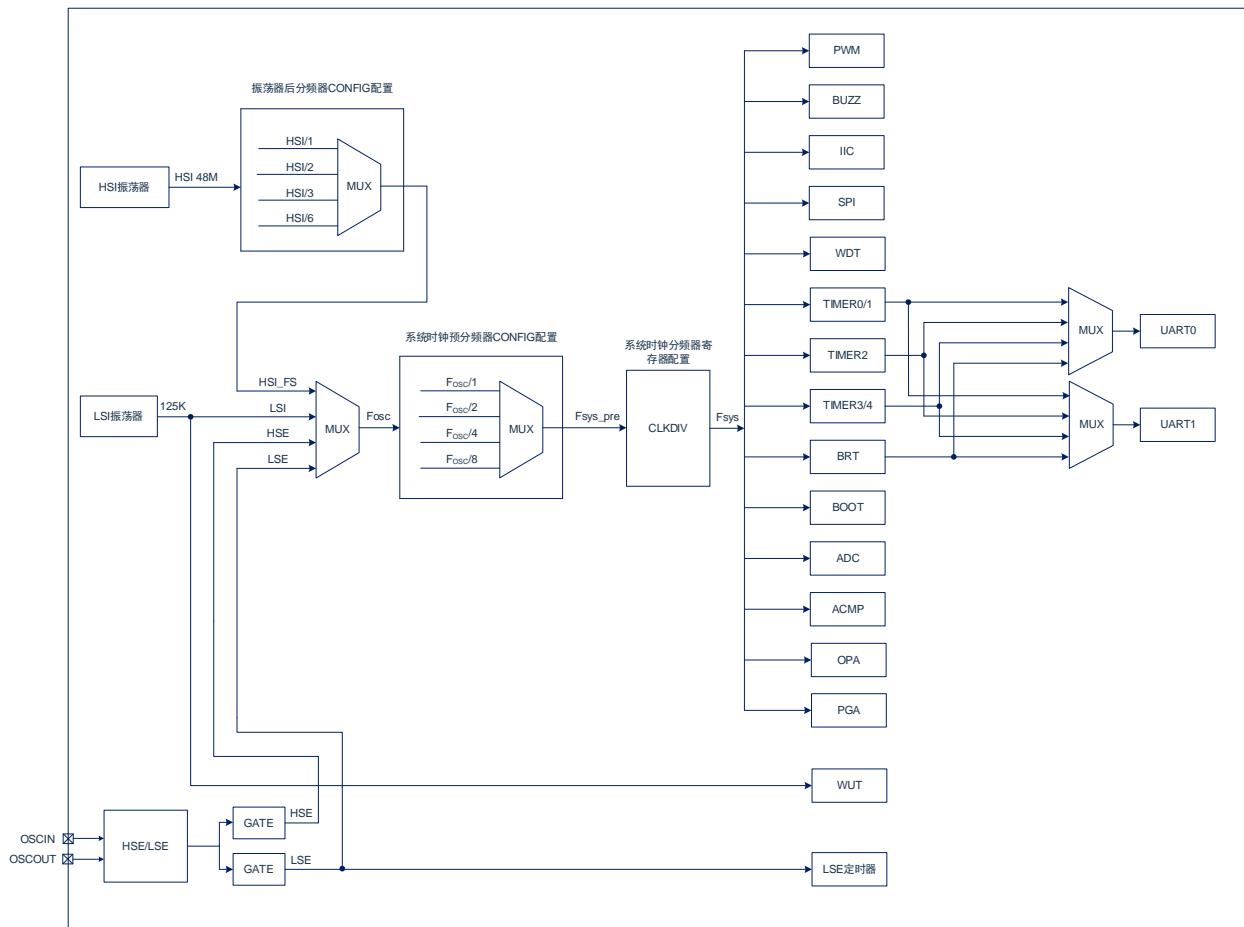 PWM
振荡器后分频器CONFIG配置
BUZZ
HSI/1
IIC
HSI/2
HSI振荡器
HSI 48M
MUX
HSI/3
SPI
HSI/6
WDT
TIMER0/1
MUX
UART0
系统时钟预分频器CONFIG配置
系统时钟分频器寄
存器配置
TIMER2
HSI_FS
FOSC/1
LSI振荡器
125K
LSI
FOSC/2
TIMER3/4
MUX
Fosc
MUX
Fsys_pre
CLKDIV
Fsys
MUX
UART1
HSE
FOSC/4
LSE
FOSC/8
BRT
BOOT
ADC
ACMP
OPA
PGA
WUT
OSCIN
OSCOUT
HSE/LSE
GATE
HSE
GATE
LSE
LSE定时器